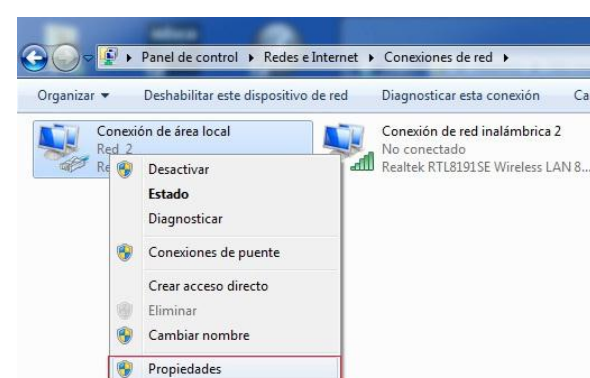 Panel de control Redes e Internet Conexiones de red
Organizar Deshabilitar este dispositivo de red Diagnosticar esta conexión Ca
Conexión de área local
Red 2
Re
Conexión de red inalámbrica 2
No conectado
Realtek RTL8191SE Wireless LAN 8...
Desactivar
Estado
Diagnosticar
Conexiones de puente
Crear acceso directo
Eliminar
Cambiar nombre
Propiedades